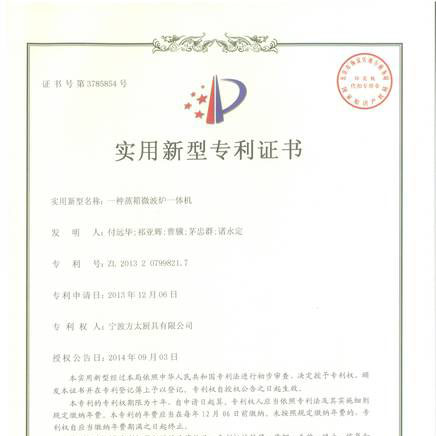 证书号第3785854号
实用新型专利证书
实用新型名称：一种蒸箱微波炉一体机
发 明 人：付远华;祁亚辉;曹骥;茅忠群;诸永定
专 利 号：ZL 2013 2 0799821.7
专利申请日：2013年12月06日
专 利 权 人：宁波方太厨具有限公司
授权公告日：2014年09月03日
本实用新型经过本局依照中华人民共和国专利法进行初步审查，决定授予专利权，颁
发本证书并在专利登记簿上予以登记。专利权自授权公告之日起生效。
本专利的专利权期限为十年，自申请日起算。专利权人应当依照专利法及其实施细则
规定缴纳年费。本专利的年费应当在每年12月06日前缴纳。未按照规定缴纳年费的，专
利权自应当缴纳年费期满之日起终止。